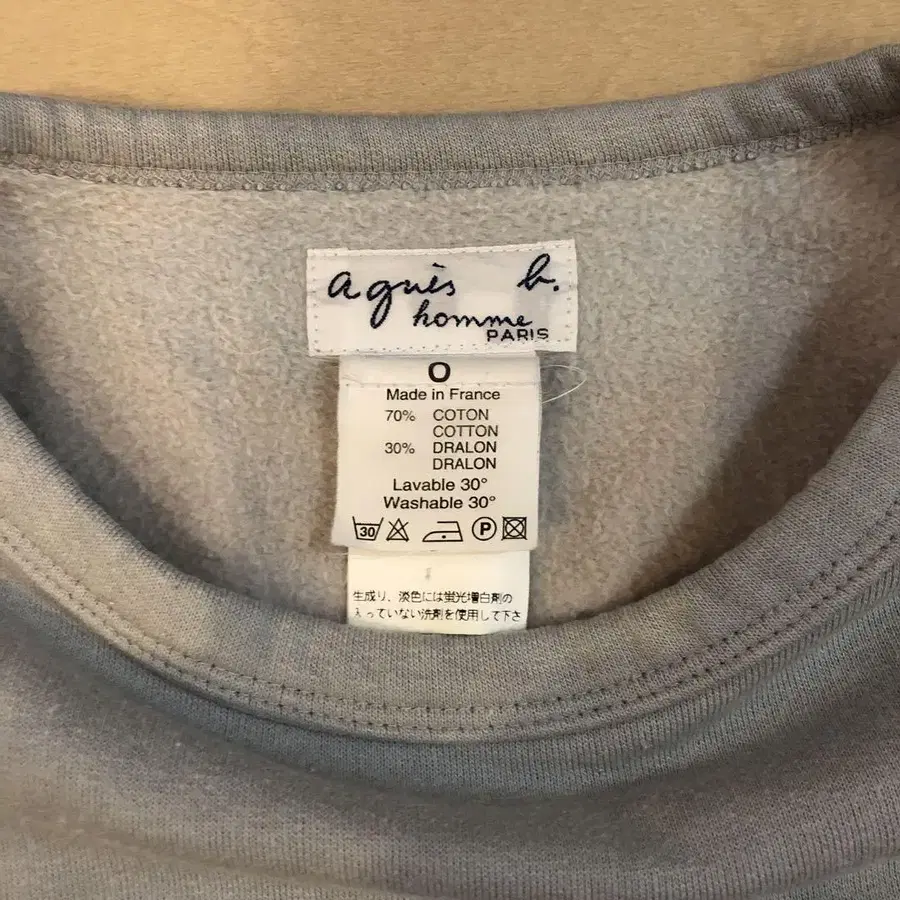 agnès b.
homme
PARIS
O
Made in France
70% COTON
COTTON
30% DRALON
DRALON
Lavable 30°
Washable 30°
30 P
生成り、淡色には蛍光増白剤の
入っていない洗剤を使用して下さ